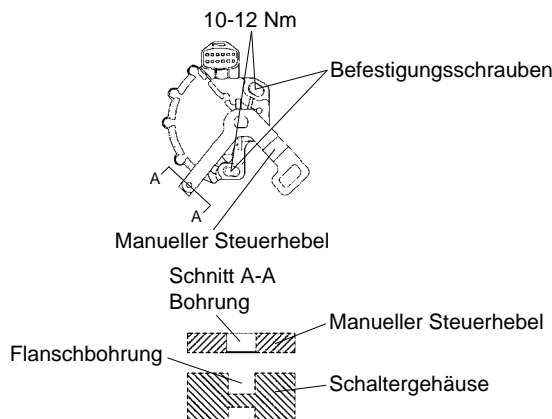 10-12 Nm
Befestigungsschrauben
A
A
Manueller Steuerhebel
Schnitt A-A
Bohrung
Manueller Steuerhebel
Flanschbohrung
Schaltergehäuse